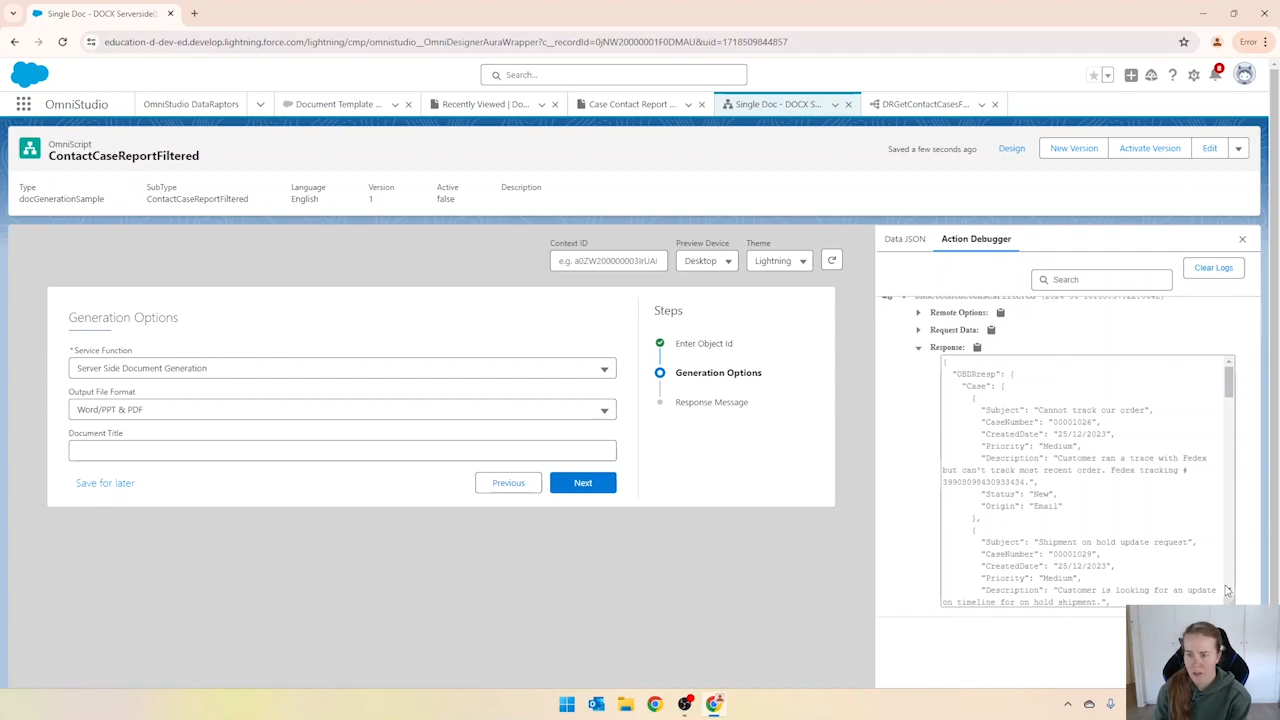 Single Doc - DOCX Serverside(
education-d-dev-ed.develop.lightning.force.com/lightning/cmp/omnistudio__OmniDesignerAuraWrapper?c__recordId=0jNW20000001F0DMAU&uid=1718509844857
Error
Search...
8
OmniStudio
OmniStudio DataRaptors
Document Template ...
Recently Viewed | Do...
Case Contact Report ...
Single Doc - DOCX S...
DRGetContactCasesF...
OmniScript
ContactCaseReportFiltered
Saved a few seconds ago
Design
New Version
Activate Version
Edit
Type
SubType
Language
Version
Active
Description
docGenerationSample
ContactCaseReportFiltered
English
1
false
Context ID
Preview Device
Theme
e.g. a0ZW200000003IrUAI
Desktop
Lightning
Data JSON
Action Debugger
Clear Logs
Search
Generation Options
*Service Function
Server Side Document Generation
Output File Format
Word/PPT & PDF
Document Title
Save for later
Previous
Next
Steps
Enter Object Id
Generation Options
Response Message
Remote Options:
Request Data:
Response:
{
"OBDRresp": {
"Case": [
{
"Subject": "Cannot track our order",
"CaseNumber": "00001026",
"CreatedDate": "25/12/2023",
"Priority": "Medium",
"Description": "Customer ran a trace with Fedex
but can't track most recent order. Fedex tracking #
39908098430933434.",
"Status": "New",
"Origin": "Email"
},
{
"Subject": "Shipment on hold update request",
"CaseNumber": "00001029",
"CreatedDate": "25/12/2023",
"Priority": "Medium",
"Description": "Customer is looking for an update
on timeline for on hold shipment.",